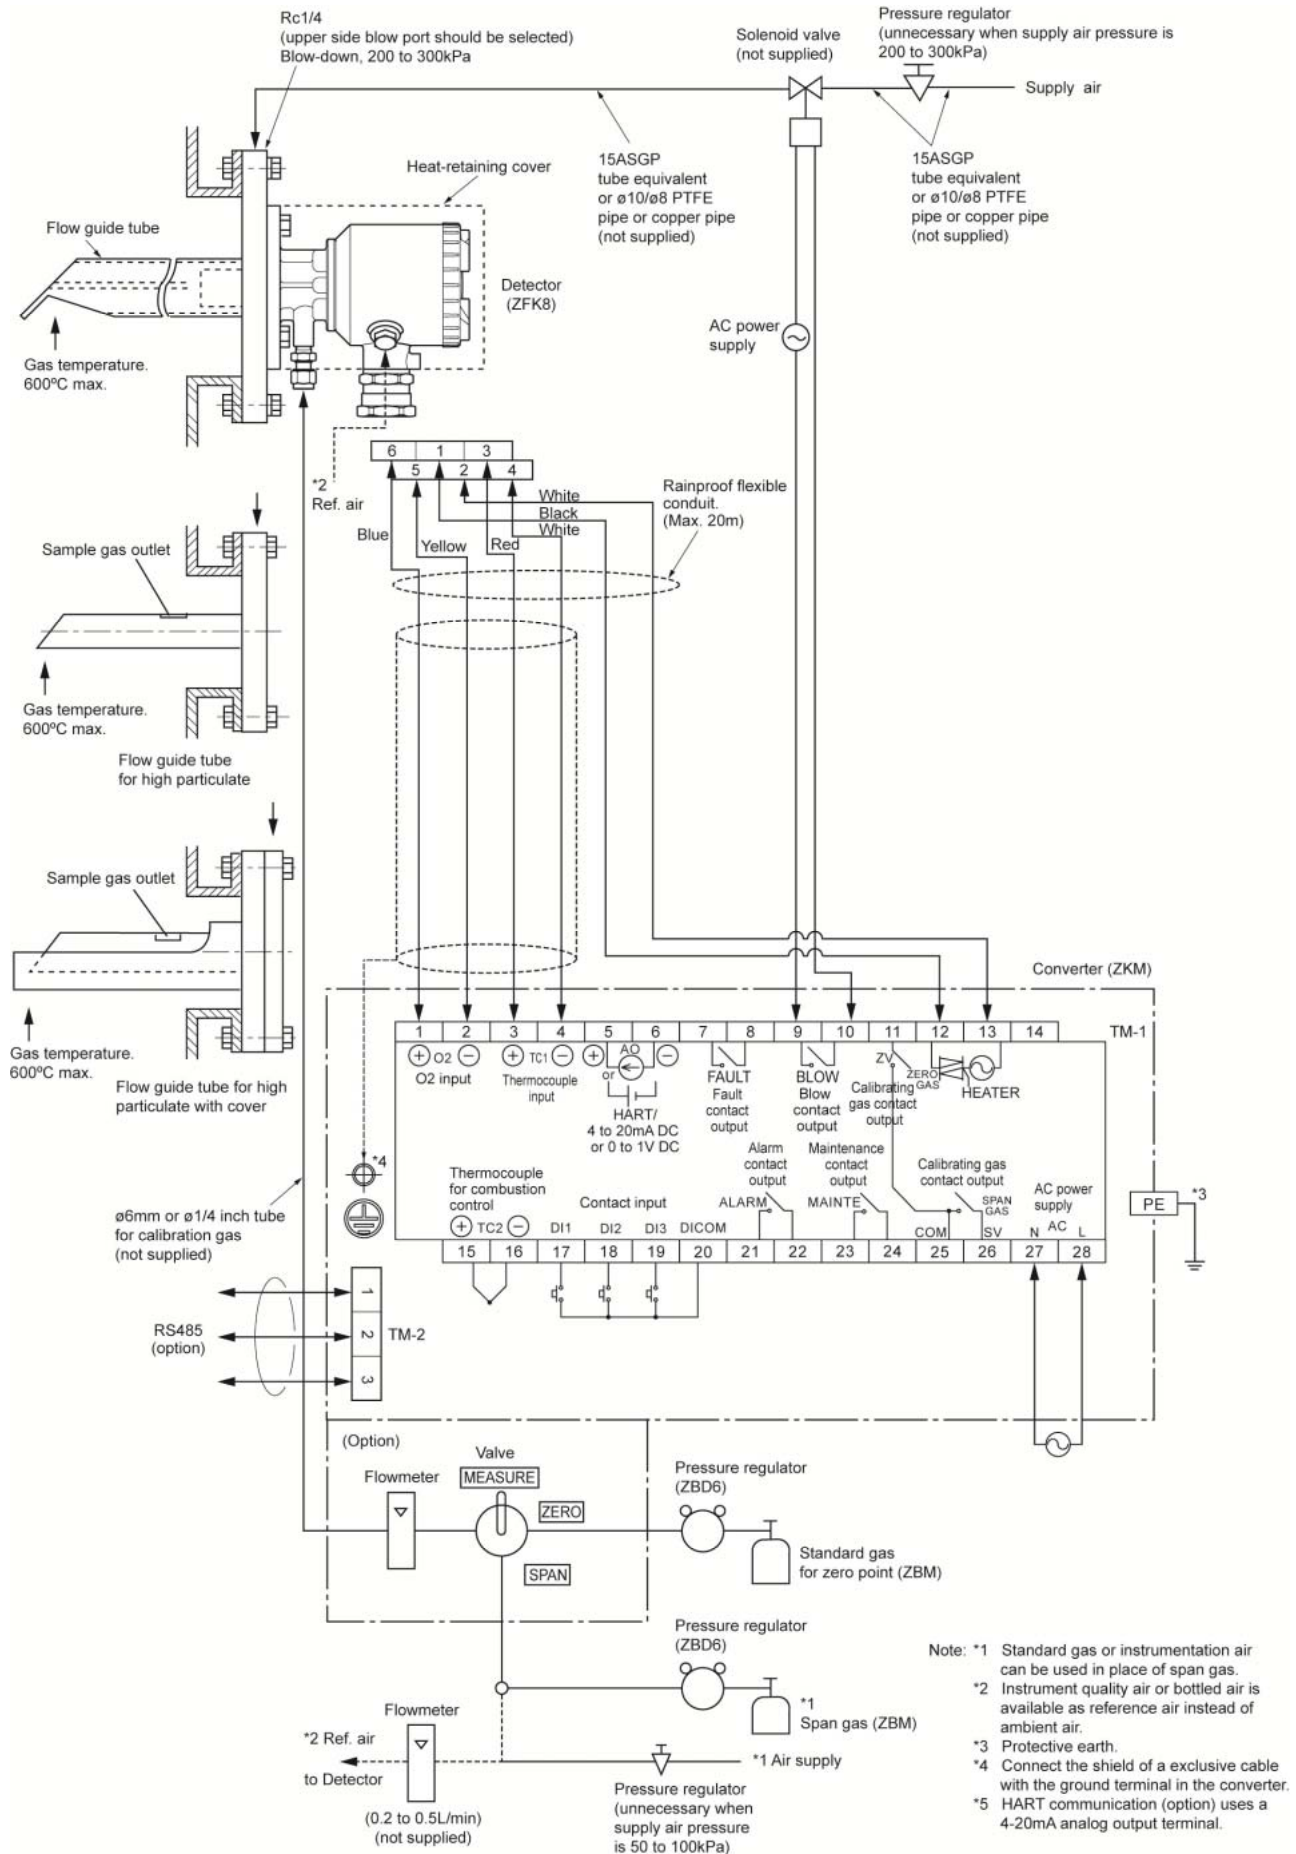 Rc1/4
(upper side blow port should be selected)
Blow-down, 200 to 300kPa
Solenoid valve
(not supplied)
Pressure regulator
(unnecessary when supply air pressure is
200 to 300kPa)
Supply air
15ASGP
tube equivalent
or ø10/ø8 PTFE
pipe or copper pipe
(not supplied)
15ASGP
tube equivalent
or ø10/ø8 PTFE
pipe or copper pipe
(not supplied)
Heat-retaining cover
Flow guide tube
Detector
(ZFK8)
AC power
supply
Gas temperature.
600ºC max.
6 1 3
5 2 4
*2
Ref. air
White
Black
White
Blue
Yellow
Red
Rainproof flexible
conduit.
(Max. 20m)
Sample gas outlet
Gas temperature.
600ºC max.
Flow guide tube
for high particulate
Sample gas outlet
Gas temperature.
600ºC max.
Flow guide tube for high
particulate with cover
Converter (ZKM)
1 2 3 4 5 6 7 8 9 10 11 12 13 14
TM-1
+ O2 −
O2 input
+ TC1 −
Thermocouple
input
+ AO −
or
HART/
4 to 20mA DC
or 0 to 1V DC
FAULT
Fault
contact
output
BLOW
Blow
contact
output
ZV
ZERO
GAS
Calibrating
gas contact
output
HEATER
*4
Thermocouple
for combustion
control
+ TC2 −
Contact input
DI1 DI2 DI3 DICOM
Alarm
contact
output
ALARM
Maintenance
contact
output
MAINTE
Calibrating gas
contact output
SPAN
GAS
COM SV
AC power
supply
N AC L
PE
*3
15 16 17 18 19 20 21 22 23 24 25 26 27 28
ø6mm or ø1/4 inch tube
for calibration gas
(not supplied)
RS485
(option)
1
2
3
TM-2
(Option)
Flowmeter
Valve
MEASURE
ZERO
SPAN
Pressure regulator
(ZBD6)
Standard gas
for zero point (ZBM)
Pressure regulator
(ZBD6)
*1
Span gas (ZBM)
*2 Ref. air
to Detector
Flowmeter
(0.2 to 0.5L/min)
(not supplied)
*1 Air supply
Pressure regulator
(unnecessary when
supply air pressure
is 50 to 100kPa)
Note: *1 Standard gas or instrumentation air
can be used in place of span gas.
*2 Instrument quality air or bottled air is
available as reference air instead of
ambient air.
*3 Protective earth.
*4 Connect the shield of a exclusive cable
with the ground terminal in the converter.
*5 HART communication (option) uses a
4-20mA analog output terminal.